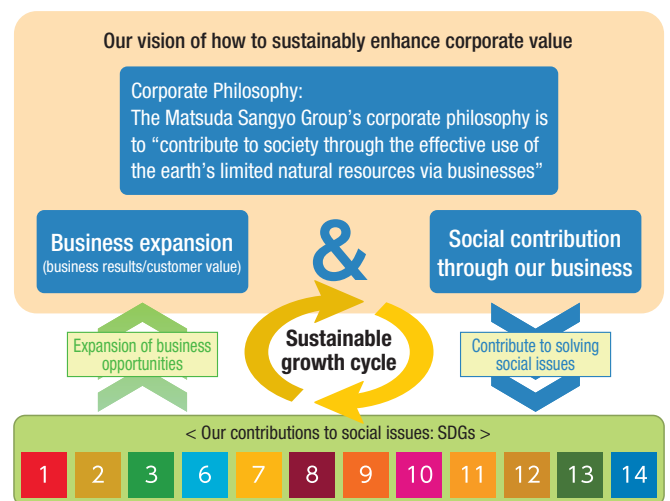 Our vision of how to sustainably enhance corporate value
Corporate Philosophy:
The Matsuda Sangyo Group’s corporate philosophy is
to “contribute to society through the effective use of
the earth’s limited natural resources via businesses”
Business expansion
(business results/customer value)
&
Social contribution
through our business
Expansion of business
opportunities
Sustainable
growth cycle
Contribute to solving
social issues
< Our contributions to social issues: SDGs >
1 2 3 6 7 8 9 10 11 12 13 14